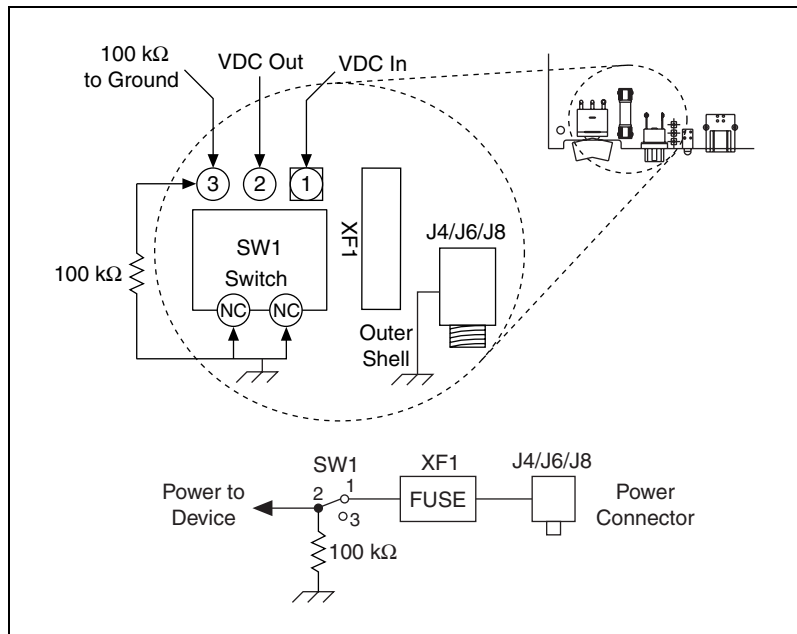 100 kΩ
to Ground
VDC Out
VDC In
3
2
1
XF1
J4/J6/J8
SW1
Switch
100 kΩ
NC
NC
Outer
Shell
SW1
XF1
J4/J6/J8
Power to
Device
2
1
3
FUSE
Power
Connector
100 kΩ